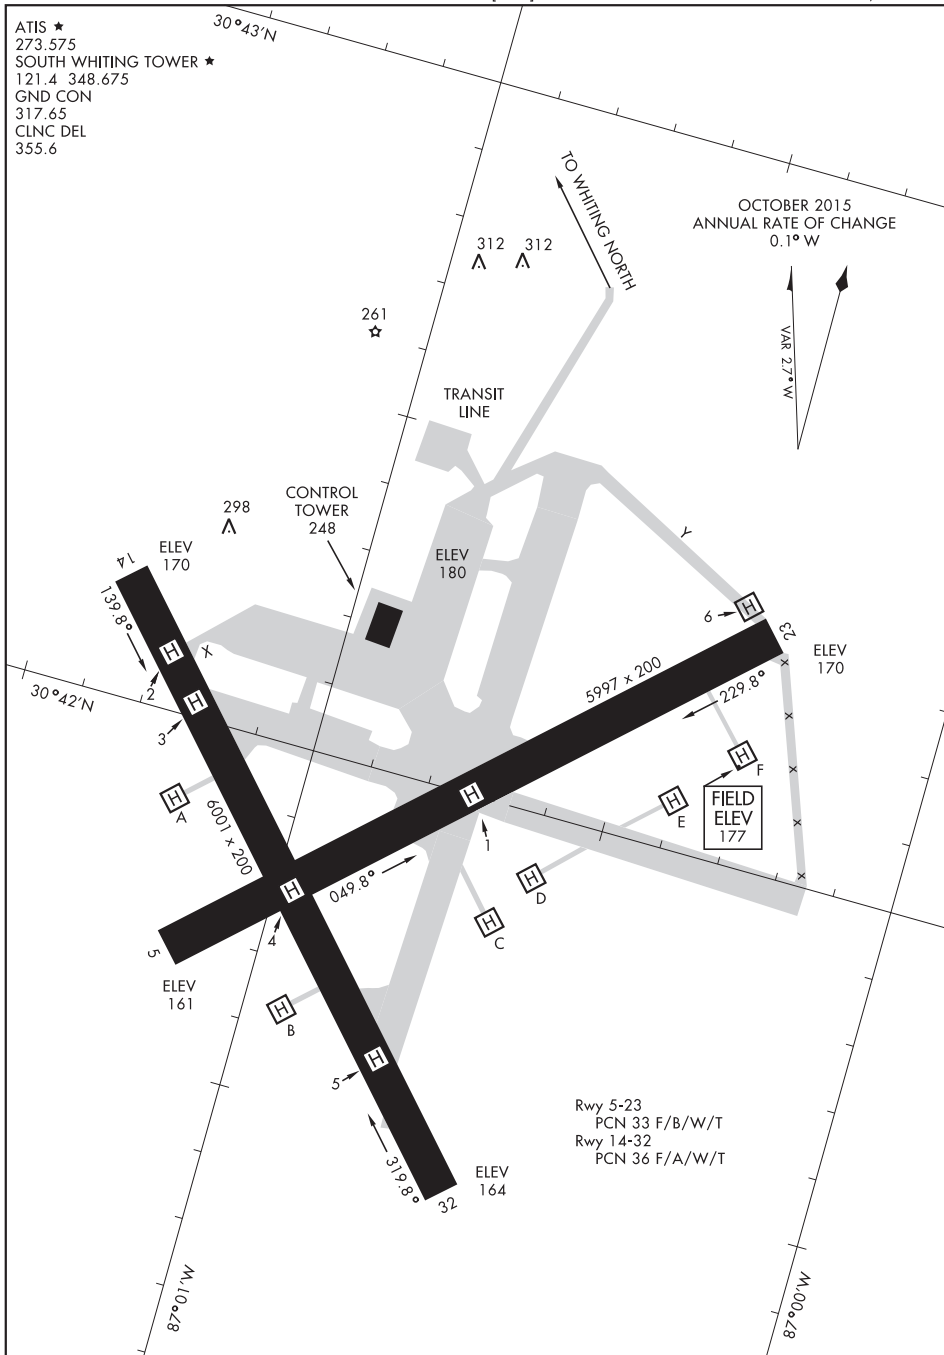 ATIS ★
273.575
SOUTH WHITING TOWER ★
121.4 348.675
GND CON
317.65
CLNC DEL
355.6
30°43'N
TO WHITING NORTH
OCTOBER 2015
ANNUAL RATE OF CHANGE
0.1° W
VAR 2.7° W
312
312
261
TRANSIT
LINE
298
CONTROL
TOWER
248
ELEV
180
14
ELEV
170
139.8°
Y
H
6
23
ELEV
170
H
X
2
30°42'N
5997 x 200
229.8°
X
H
3
X
H
A
6001 x 200
H
F
X
FIELD
ELEV
177
H
E
H
1
X
049.8°
H
D
X
H
4
H
C
5
ELEV
161
H
B
H
5
319.8°
ELEV
164
32
Rwy 5-23
PCN 33 F/B/W/T
Rwy 14-32
PCN 36 F/A/W/T
87°01'W
87°00'W